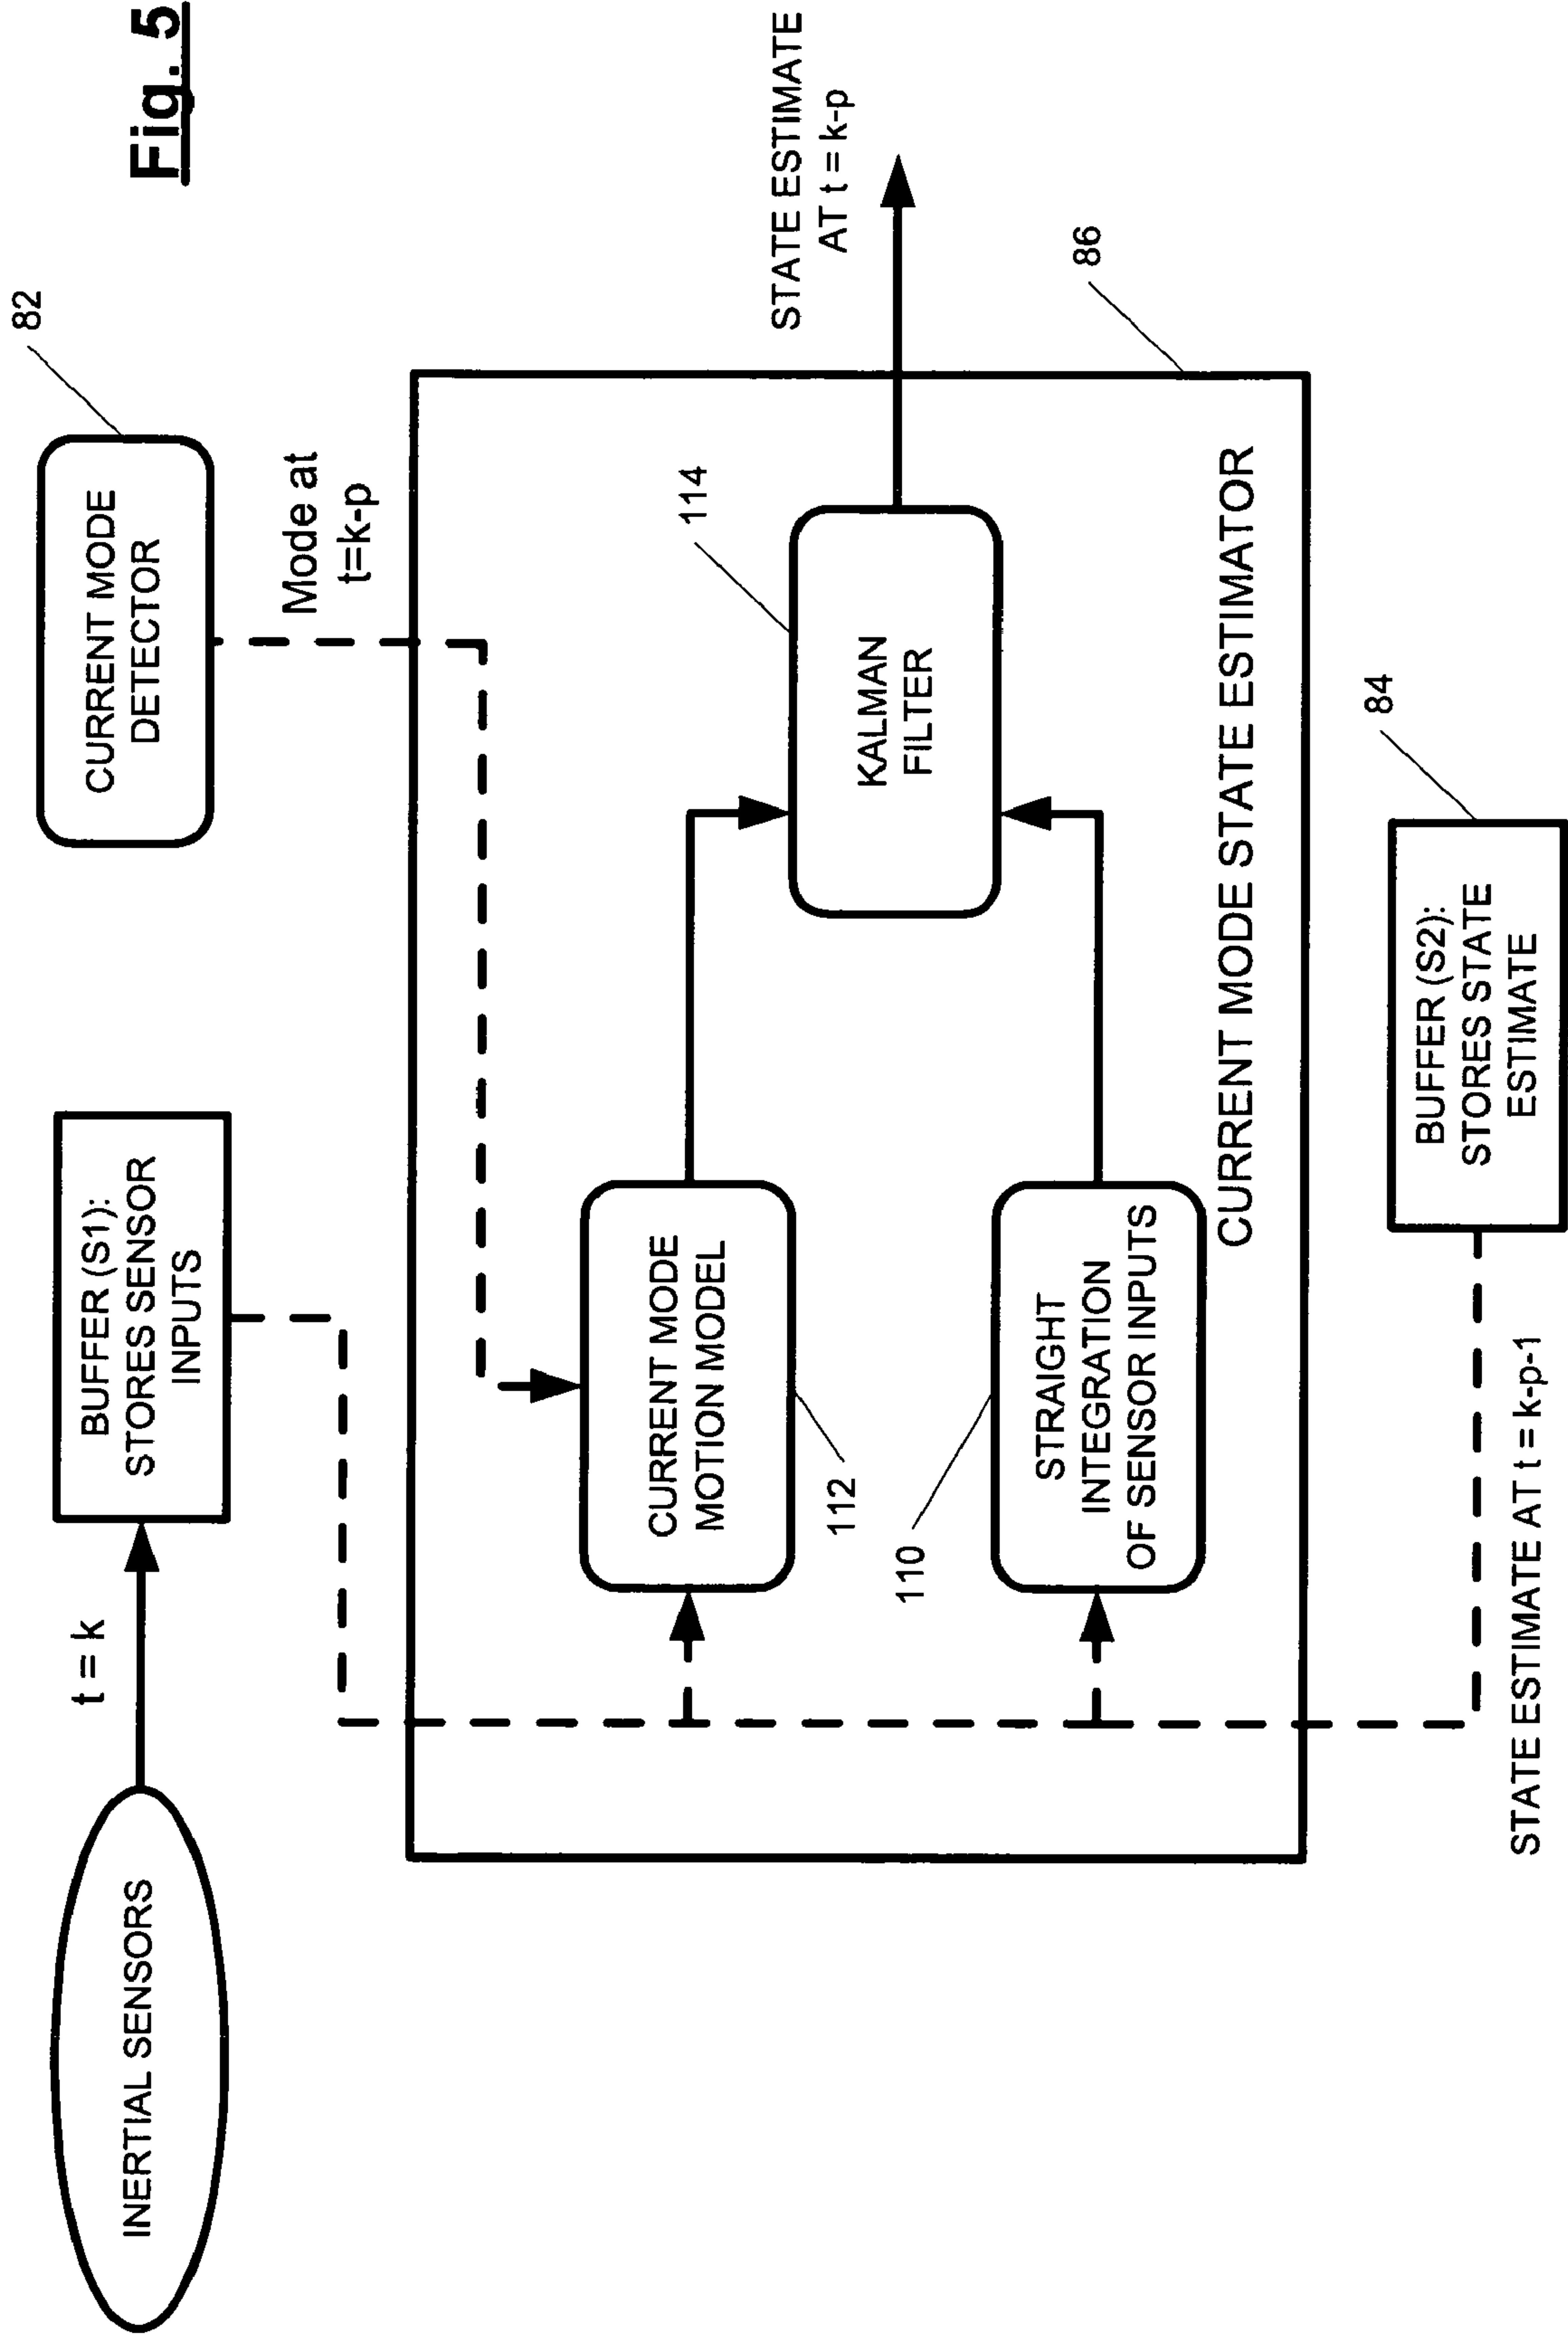 Fig. 5
INERTIAL SENSORS
t = k
BUFFER (S1):
STORES SENSOR
INPUTS
CURRENT MODE
DETECTOR
82
Mode at
t=k-p
CURRENT MODE
MOTION MODEL
112
STRAIGHT
INTEGRATION
OF SENSOR INPUTS
110
KALMAN
FILTER
114
STATE ESTIMATE
AT t = k-p
86
CURRENT MODE STATE ESTIMATOR
BUFFER (S2):
STORES STATE
ESTIMATE
84
STATE ESTIMATE AT t = k-p-1